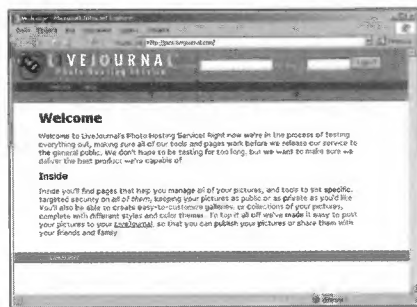 Welcome - Microsoft Internet Explorer
http://pics.livejournal.com/
LIVEJOURNAL
Photo Hosting Service
Welcome
Welcome to LiveJournal's Photo Hosting Service! Right now we're in the process of testing
everything out, making sure all of our tools and pages work before we release our service to
the general public. We don't hope to be testing for too long, but we want to make sure we
deliver the best product we're capable of.
Inside
Inside you'll find pages that help you manage all of your pictures, and tools to set specific,
targeted security on all of them, keeping your pictures as public or as private as you'd like.
You'll also be able to create easy-to-customize galleries, or collections of your pictures,
complete with different styles and color themes. To top it all off we've made it easy to post
your pictures to your LiveJournal, so that you can publish your pictures or share them with
your friends and family.